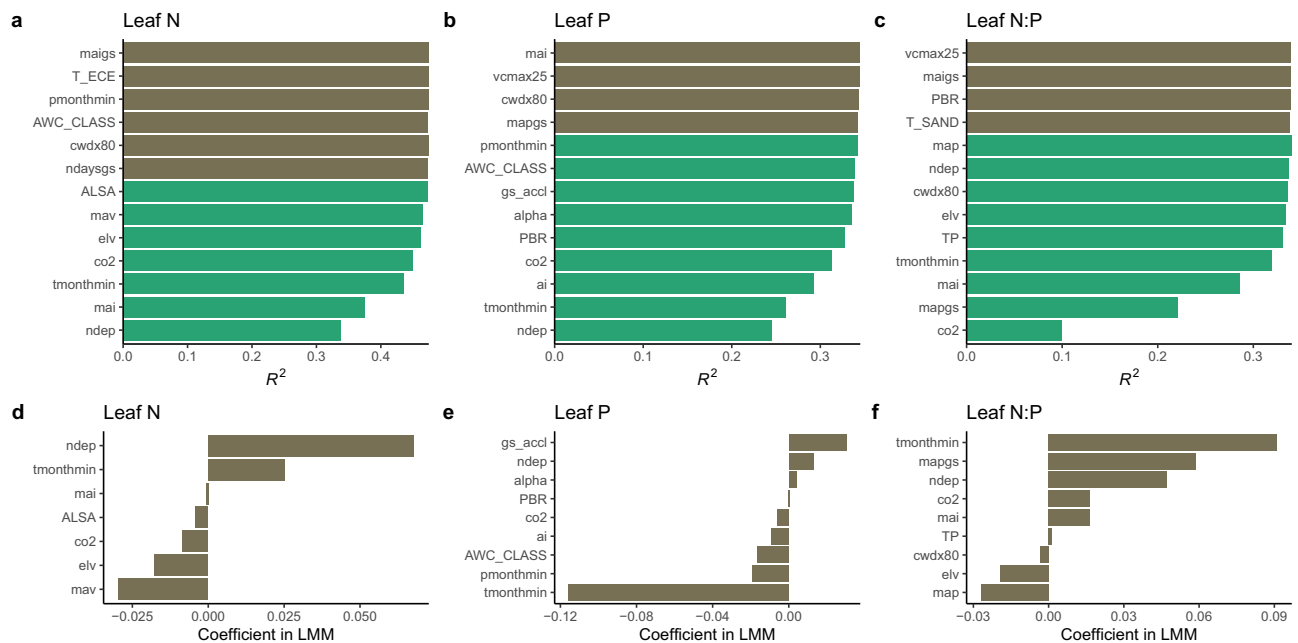 a Leaf N
maigs
T_ECE
pmonthmin
AWC_CLASS
cwdx80
ndaysgs
ALSA
mav
elv
co2
tmonthmin
mai
ndep
0.0 0.1 0.2 0.3 0.4
R²
b Leaf P
mai
vcmax25
cwdx80
mapgs
pmonthmin
AWC_CLASS
gs_accl
alpha
PBR
co2
ai
tmonthmin
ndep
0.0 0.1 0.2 0.3
R²
c Leaf N:P
vcmax25
maigs
PBR
T_SAND
map
ndep
cwdx80
elv
TP
tmonthmin
mai
mapgs
co2
0.0 0.1 0.2 0.3
R²
d Leaf N
ndep
tmonthmin
mai
ALSA
co2
elv
mav
−0.025 0.000 0.025 0.050
Coefficient in LMM
e Leaf P
gs_accl
ndep
alpha
PBR
co2
ai
AWC_CLASS
pmonthmin
tmonthmin
−0.12 −0.08 −0.04 0.00
Coefficient in LMM
f Leaf N:P
tmonthmin
mapgs
ndep
co2
mai
TP
cwdx80
elv
map
−0.03 0.00 0.03 0.06 0.09
Coefficient in LMM